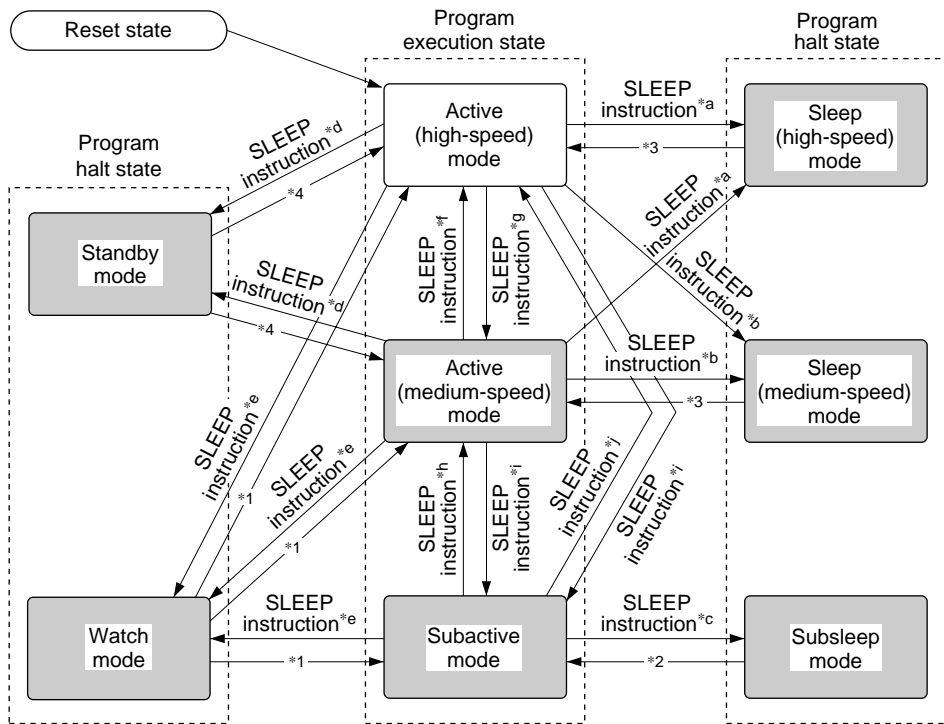 Reset state
Program
execution state
Program
halt state
Program
halt state
Active
(high-speed)
mode
SLEEP
instruction*a
*3
Sleep
(high-speed)
mode
SLEEP
instruction*d
*4
Standby
mode
SLEEP
instruction*d
*4
SLEEP
instruction*f
SLEEP
instruction*g
SLEEP
instruction*a
SLEEP
instruction*b
Active
(medium-speed)
mode
SLEEP
instruction*b
*3
Sleep
(medium-speed)
mode
SLEEP
instruction*e
*1
SLEEP
instruction*e
*1
SLEEP
instruction*h
SLEEP
instruction*i
SLEEP
instruction*j
SLEEP
instruction*i
Watch
mode
SLEEP
instruction*e
*1
Subactive
mode
SLEEP
instruction*c
*2
Subsleep
mode